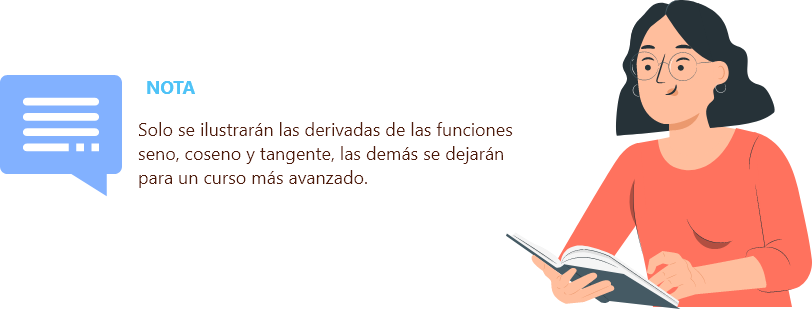 NOTA
Solo se ilustrarán las derivadas de las funciones
seno, coseno y tangente, las demás se dejarán
para un curso más avanzado.